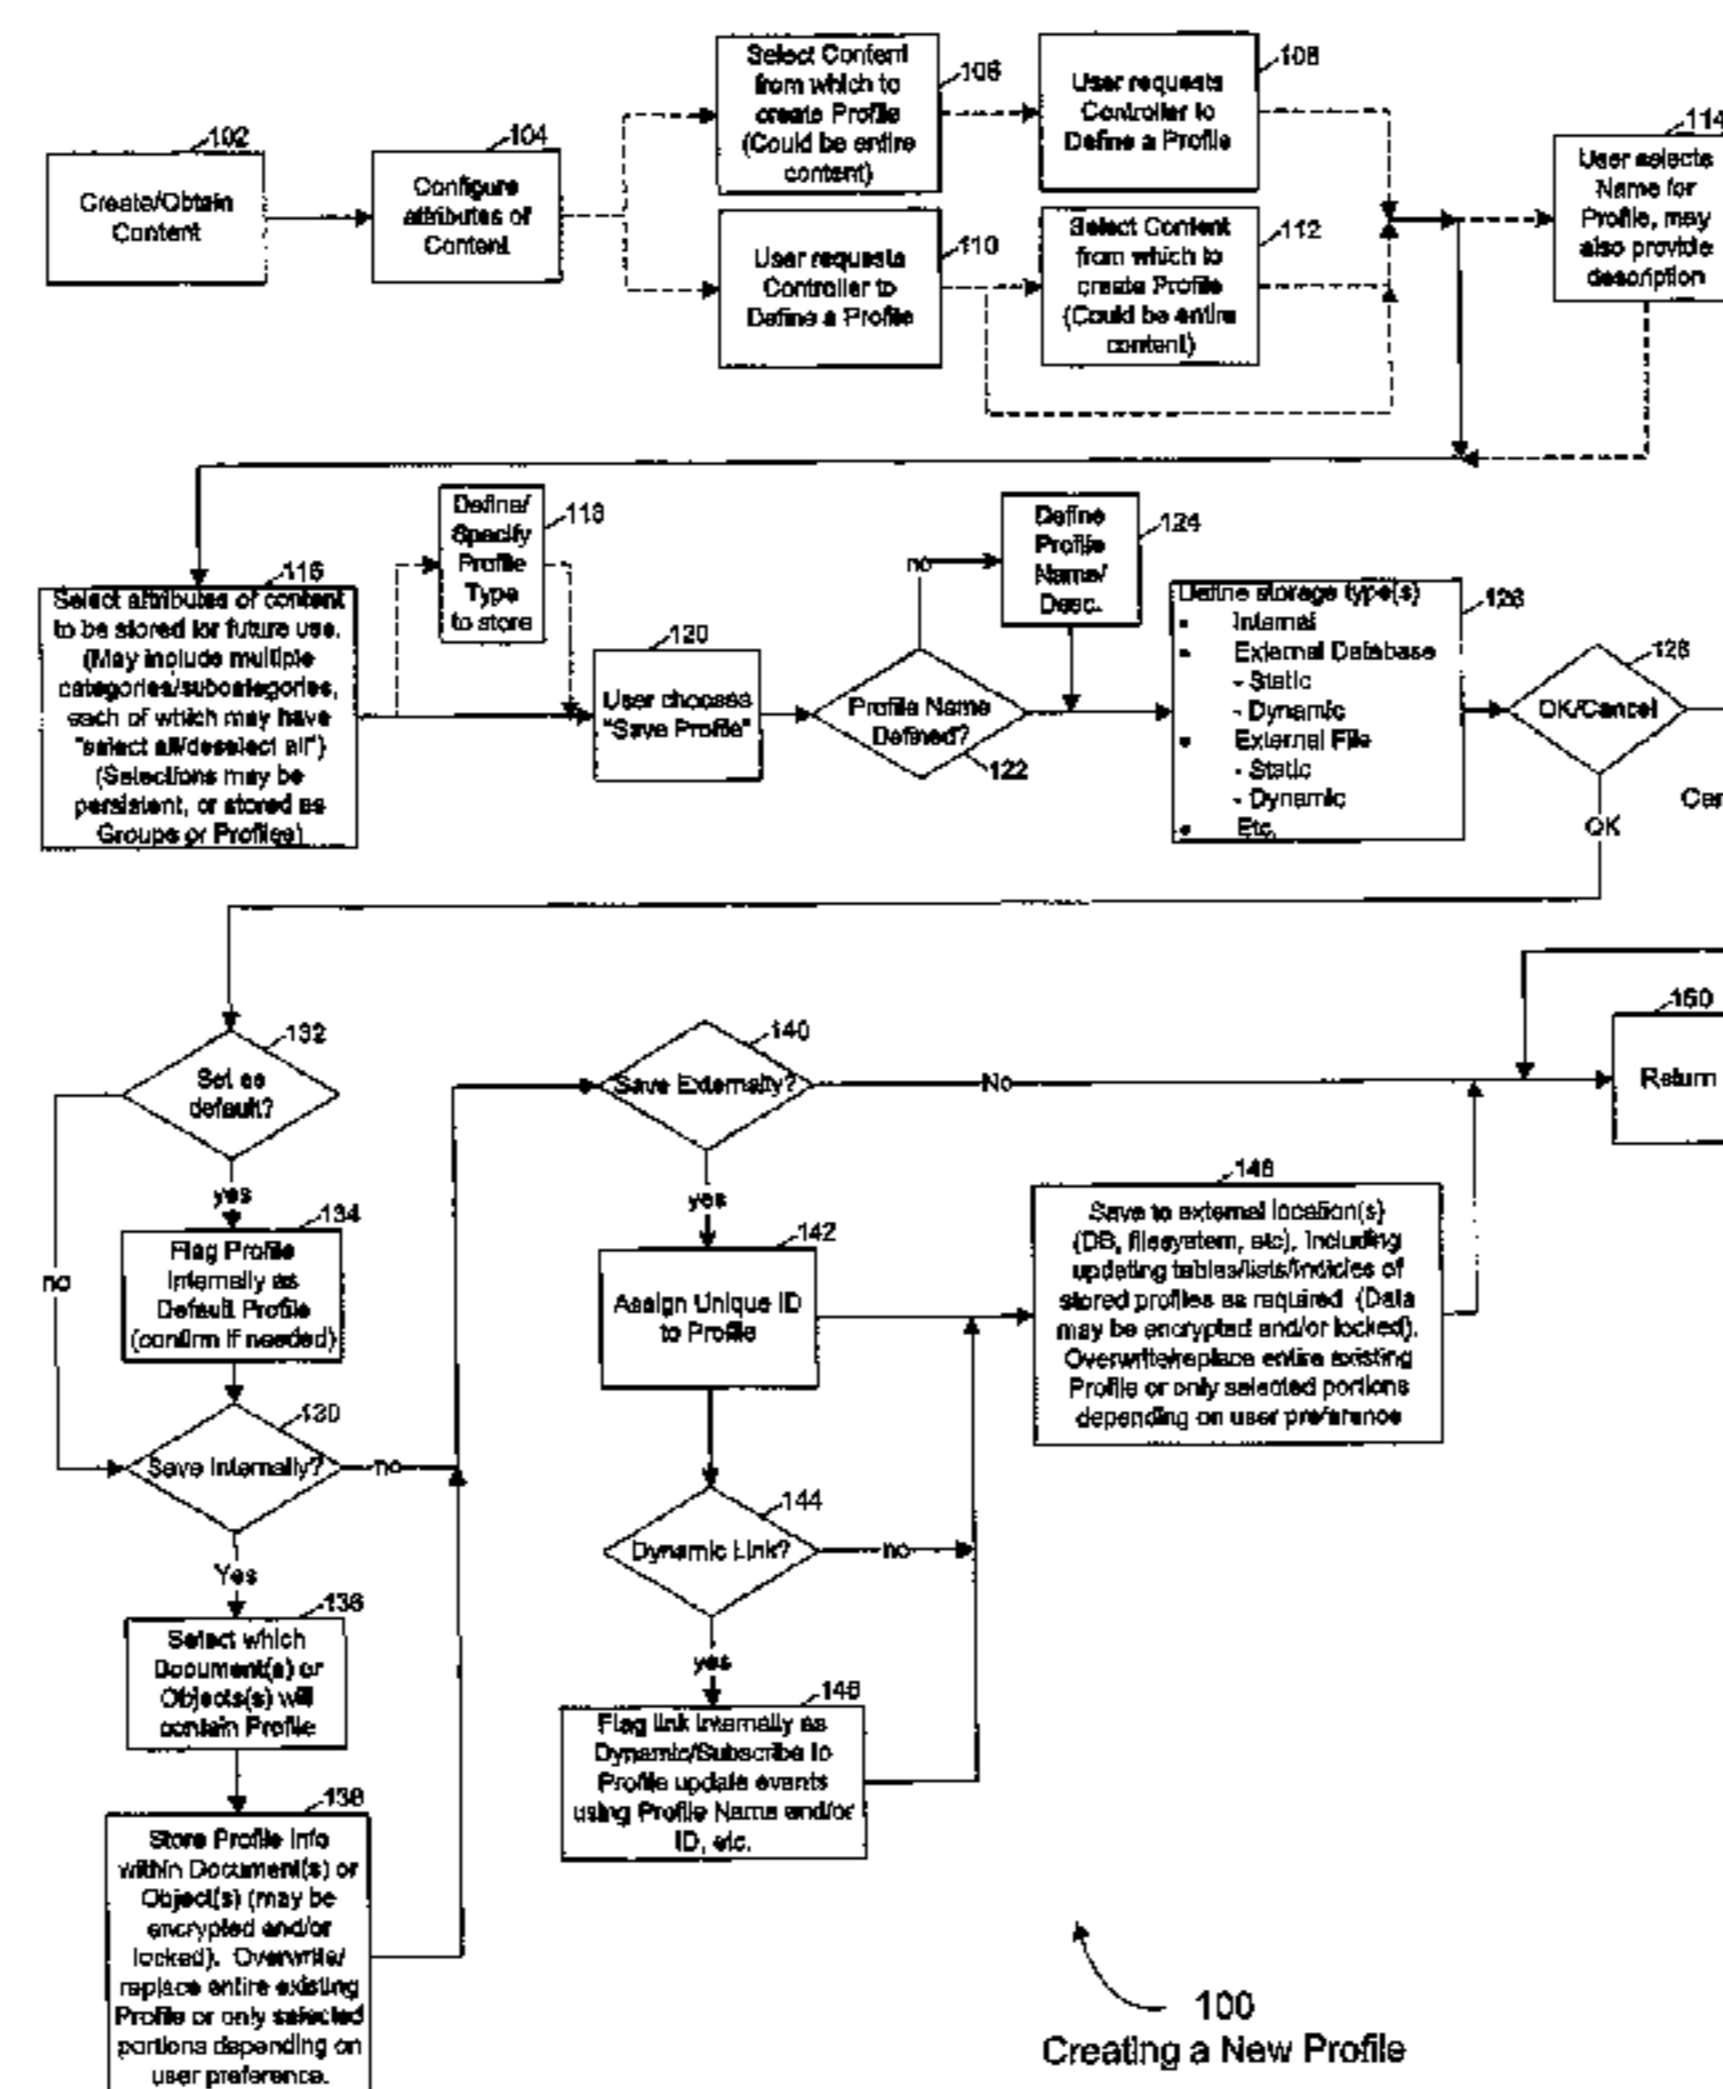 102
Create/Obtain
Content
104
Configure
attributes of
Content
106
Select Content
from which to
create Profile
(Could be entire
content)
108
User requests
Controller to
Define a Profile
110
User requests
Controller to
Define a Profile
112
Select Content
from which to
create Profile
(Could be entire
content)
114
User selects
Name for
Profile, may
also provide
description
116
Select attributes of content
to be stored for future use.
(May include multiple
categories/subcategories,
each of which may have
"select all/deselect all")
(Selections may be
persistent, or stored as
Groups or Profiles)
118
Define/
Specify
Profile
Type
to store
120
User chooses
"Save Profile"
Profile Name
Defined?
122
no
124
Define
Profile
Name/
Desc.
126
Define storage type(s)
• Internal
• External Database
- Static
- Dynamic
• External File
- Static
- Dynamic
• Etc.
128
OK/Cancel
OK
Can
132
Set as
default?
yes
no
134
Flag Profile
Internally as
Default Profile
(confirm if needed)
130
Save Internally?
no
Yes
136
Select which
Document(s) or
Objects(s) will
contain Profile
138
Store Profile Info
within Document(s) or
Object(s) (may be
encrypted and/or
locked). Overwrite/
replace entire existing
Profile or only selected
portions depending on
user preference.
140
Save Externally?
No
yes
142
Assign Unique ID
to Profile
144
Dynamic Link?
no
yes
146
Flag link internally as
Dynamic/Subscribe to
Profile update events
using Profile Name and/or
ID, etc.
148
Save to external location(s)
(DB, filesystem, etc), Including
updating tables/lists/indicies of
stored profiles as required (Data
may be encrypted and/or locked).
Overwrite/replace entire existing
Profile or only selected portions
depending on user preference
150
Return
100
Creating a New Profile